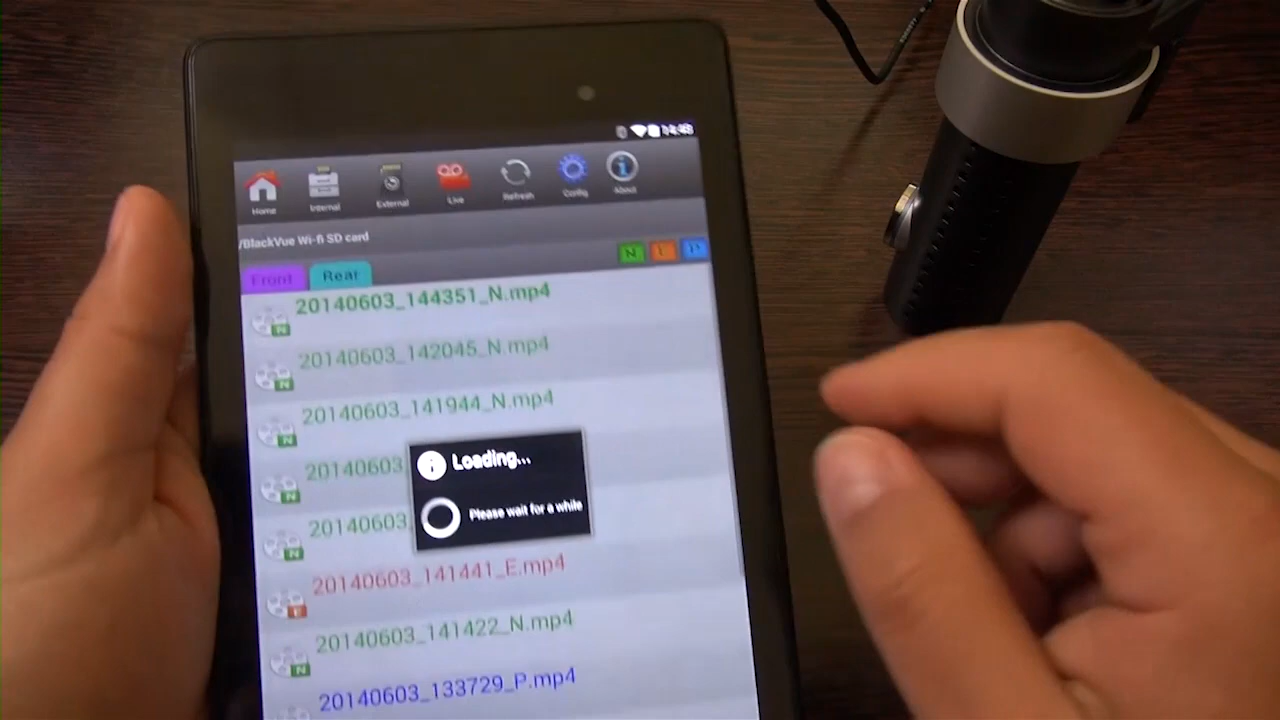 14:48
Home Internal External Live Refresh Config About
/BlackVue Wi-fi SD card
N E P
Front Rear
20140603_144351_N.mp4
N
20140603_142045_N.mp4
N
20140603_141944_N.mp4
N
20140603
N
Loading...
20140603
N
Please wait for a while
20140603_141441_E.mp4
E
20140603_141422_N.mp4
N
20140603_133729_P.mp4